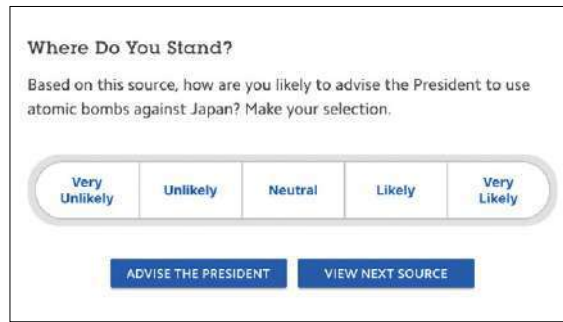 Where Do You Stand?
Based on this source, how are you likely to advise the President to use
atomic bombs against Japan? Make your selection.
Very Unlikely
Unlikely
Neutral
Likely
Very Likely
ADVISE THE PRESIDENT
VIEW NEXT SOURCE